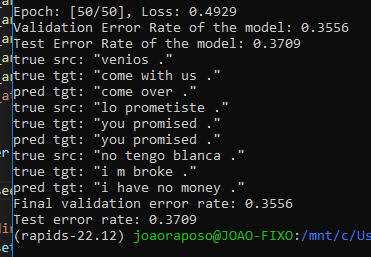 Epoch: [50/50], Loss: 0.4929
Validation Error Rate of the model: 0.3556
Test Error Rate of the model: 0.3709
true src: "venios ."
true tgt: "come with us ."
pred tgt: "come over ."
true src: "lo prometiste ."
true tgt: "you promised ."
pred tgt: "you promised ."
true src: "no tengo blanca ."
true tgt: "i m broke ."
pred tgt: "i have no money ."
Final validation error rate: 0.3556
Test error rate: 0.3709
(rapids-22.12) joaoraposo@JOAO-FIXO:/mnt/c/Us